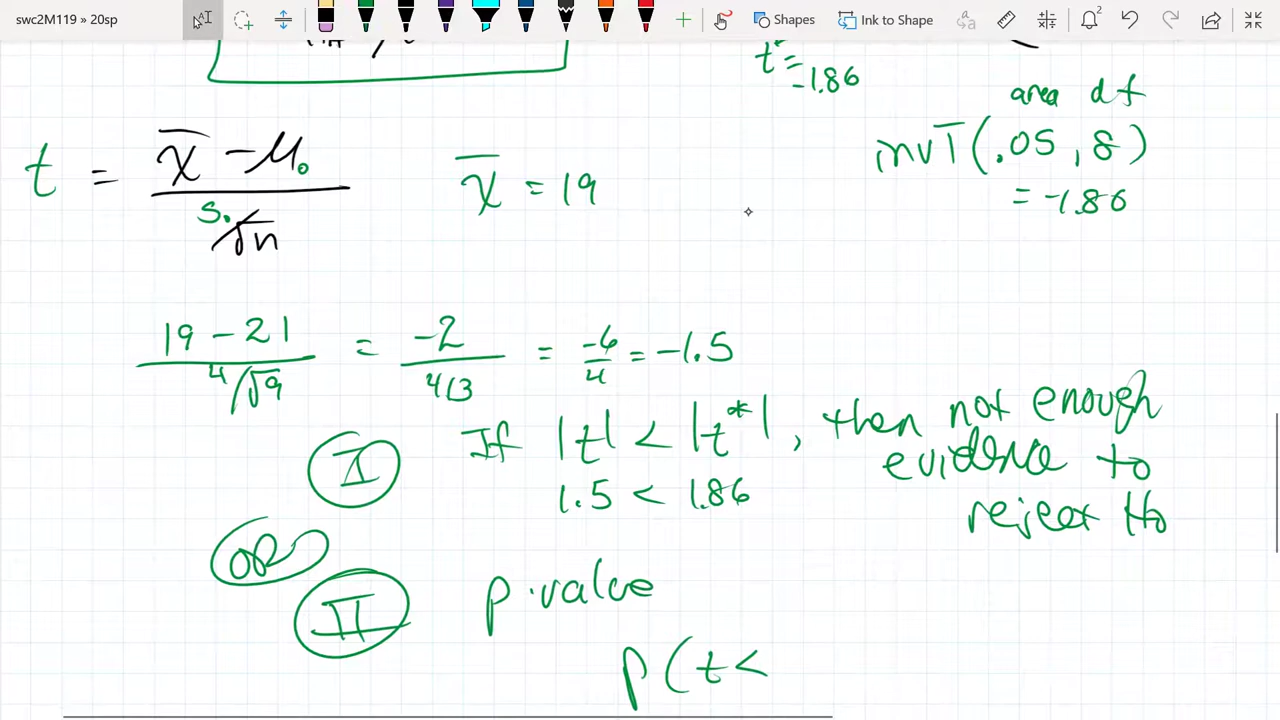 swc2M119 » 20sp
Shapes
Ink to Shape
2
t* =
-1.86
area df
invT(.05, 8)
= -1.86
t = x̄ - μ₀ / s/√n
x̄ = 19
19 - 21 / 4/√9 = -2 / 4/3 = -6/4 = -1.5
I If |t| < |t*|, then not enough
evidence to
1.5 < 1.86
reject H₀
OR
II p-value
P(t <